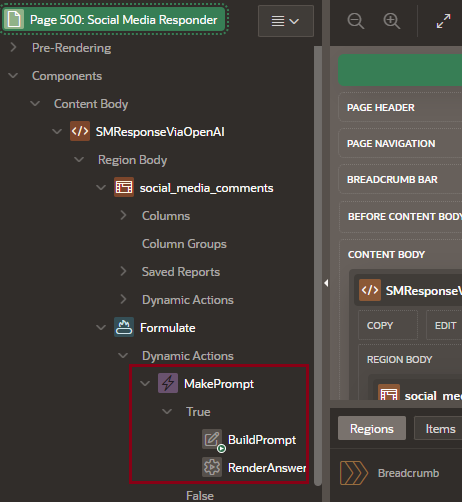 Page 500: Social Media Responder
Pre-Rendering
Components
Content Body
SMResponseViaOpenAI
Region Body
social_media_comments
Columns
Column Groups
Saved Reports
Dynamic Actions
Formulate
Dynamic Actions
MakePrompt
True
BuildPrompt
RenderAnswer
False
PAGE HEADER
PAGE NAVIGATION
BREADCRUMB BAR
BEFORE CONTENT BODY
CONTENT BODY
SMResponseV
COPY
EDIT
REGION BODY
social_me
Regions
Items
Breadcrumb